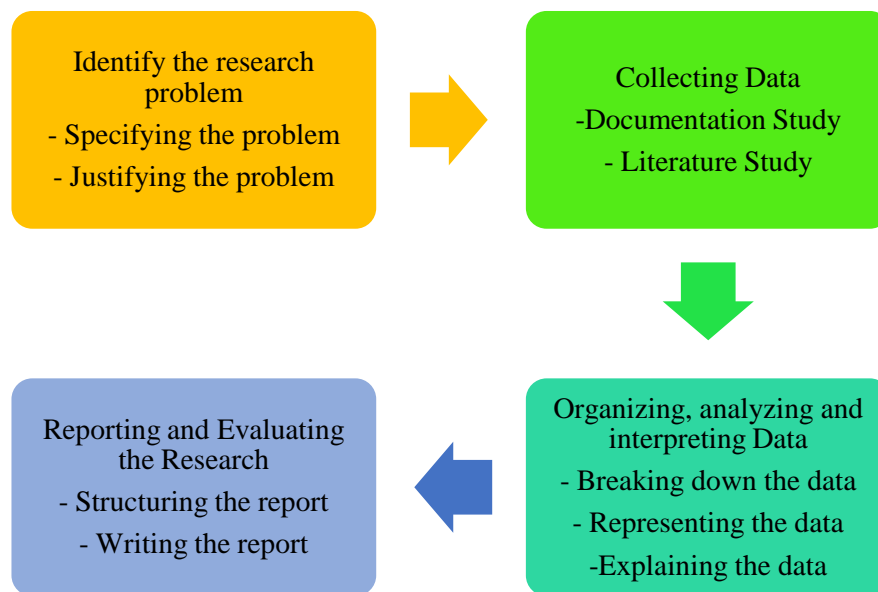 Identify the research
problem
- Specifying the problem
- Justifying the problem
Collecting Data
-Documentation Study
- Literature Study
Organizing, analyzing and
interpreting Data
- Breaking down the data
- Representing the data
-Explaining the data
Reporting and Evaluating
the Research
- Structuring the report
- Writing the report